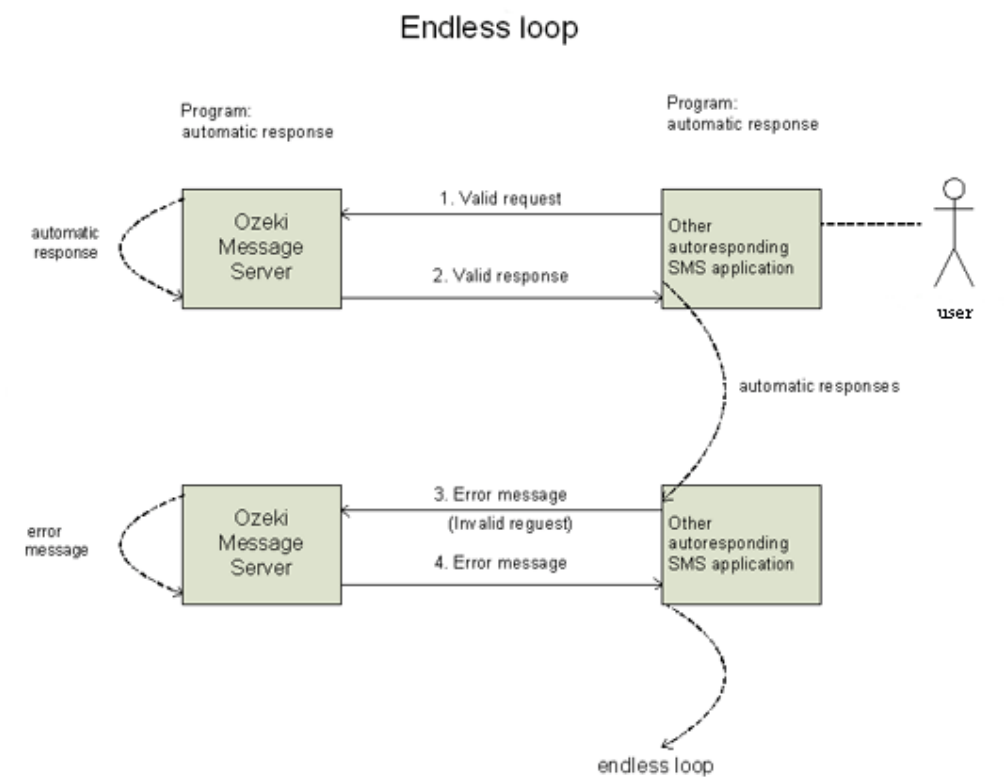 Endless loop
Program:
automatic response
Program:
automatic response
automatic
response
Ozeki
Message
Server
1. Valid request
2. Valid response
Other
autoresponding
SMS application
user
automatic responses
error
message
Ozeki
Message
Server
3. Error message
(Invalid reguest)
4. Error message
Other
autoresponding
SMS application
endless loop